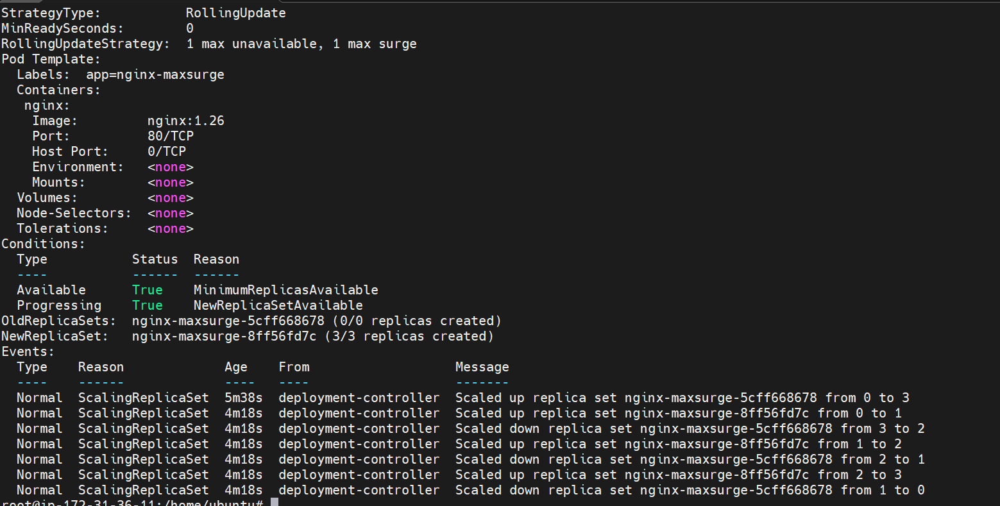 StrategyType:           RollingUpdate
MinReadySeconds:        0
RollingUpdateStrategy:  1 max unavailable, 1 max surge
Pod Template:
  Labels:  app=nginx-maxsurge
  Containers:
   nginx:
    Image:         nginx:1.26
    Port:          80/TCP
    Host Port:     0/TCP
    Environment:   <none>
    Mounts:        <none>
  Volumes:         <none>
  Node-Selectors:  <none>
  Tolerations:     <none>
Conditions:
  Type           Status  Reason
  ----           ------  ------
  Available      True    MinimumReplicasAvailable
  Progressing    True    NewReplicaSetAvailable
OldReplicaSets:  nginx-maxsurge-5cff668678 (0/0 replicas created)
NewReplicaSet:   nginx-maxsurge-8ff56fd7c (3/3 replicas created)
Events:
  Type    Reason             Age    From                   Message
  ----    ------             ----   ----                   -------
  Normal  ScalingReplicaSet  5m38s  deployment-controller  Scaled up replica set nginx-maxsurge-5cff668678 from 0 to 3
  Normal  ScalingReplicaSet  4m18s  deployment-controller  Scaled up replica set nginx-maxsurge-8ff56fd7c from 0 to 1
  Normal  ScalingReplicaSet  4m18s  deployment-controller  Scaled down replica set nginx-maxsurge-5cff668678 from 3 to 2
  Normal  ScalingReplicaSet  4m18s  deployment-controller  Scaled up replica set nginx-maxsurge-8ff56fd7c from 1 to 2
  Normal  ScalingReplicaSet  4m18s  deployment-controller  Scaled down replica set nginx-maxsurge-5cff668678 from 2 to 1
  Normal  ScalingReplicaSet  4m18s  deployment-controller  Scaled up replica set nginx-maxsurge-8ff56fd7c from 2 to 3
  Normal  ScalingReplicaSet  4m18s  deployment-controller  Scaled down replica set nginx-maxsurge-5cff668678 from 1 to 0
root@ip-172-31-36-11:/home/ubuntu#